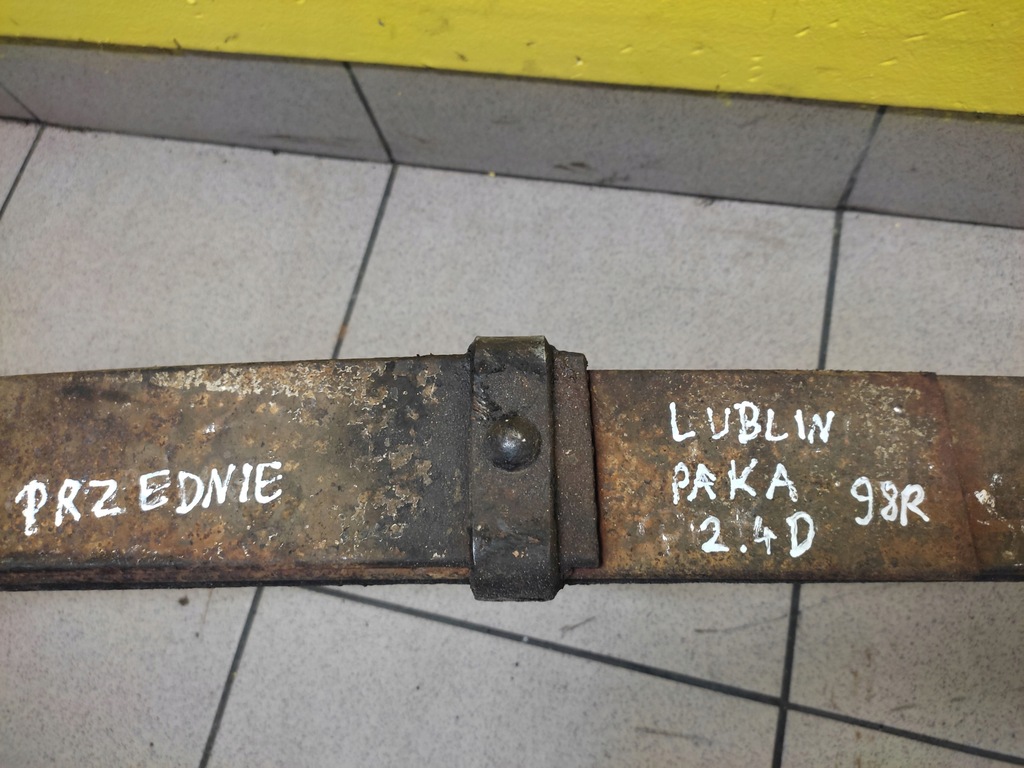 PRZEDNIE
LUBLIN
PAKA 98R
2.4D